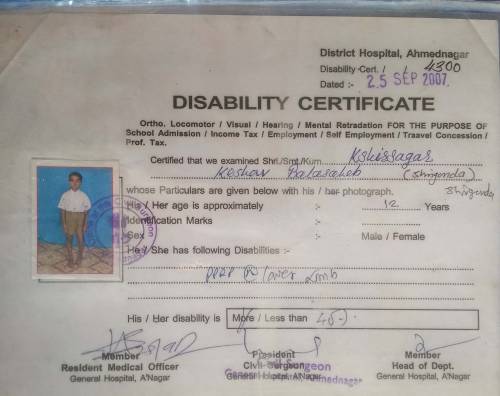 District Hospital, Ahmednagar
Disability Cert. / / 4300
Dated :- 25 SEP 2007
DISABILITY CERTIFICATE
Ortho. Locomotor / Visual / Hearing / Mental Retradation FOR THE PURPOSE OF
School Admission / Income Tax / Employment / Self Employment / Traavel Concession /
Prof. Tax.
Certified that we examined Shri./Smt./Kum. Kshirsagar
Keshav Balasaheb (Shrigonda)
whose Particulars are given below with his / her photograph. Shrigonda
His / Her age is approximately :- 12 Years
Identification Marks :-
Sex :- Male / Female
He / She has following Disabilities :-
PPRP Lower Limb
His / Her disability is More / Less than
Member President Member
Resident Medical Officer Civil Surgeon Head of Dept.
General Hospital, A'Nagar General Hospital, A'Nagar General Hospital, A'Nagar